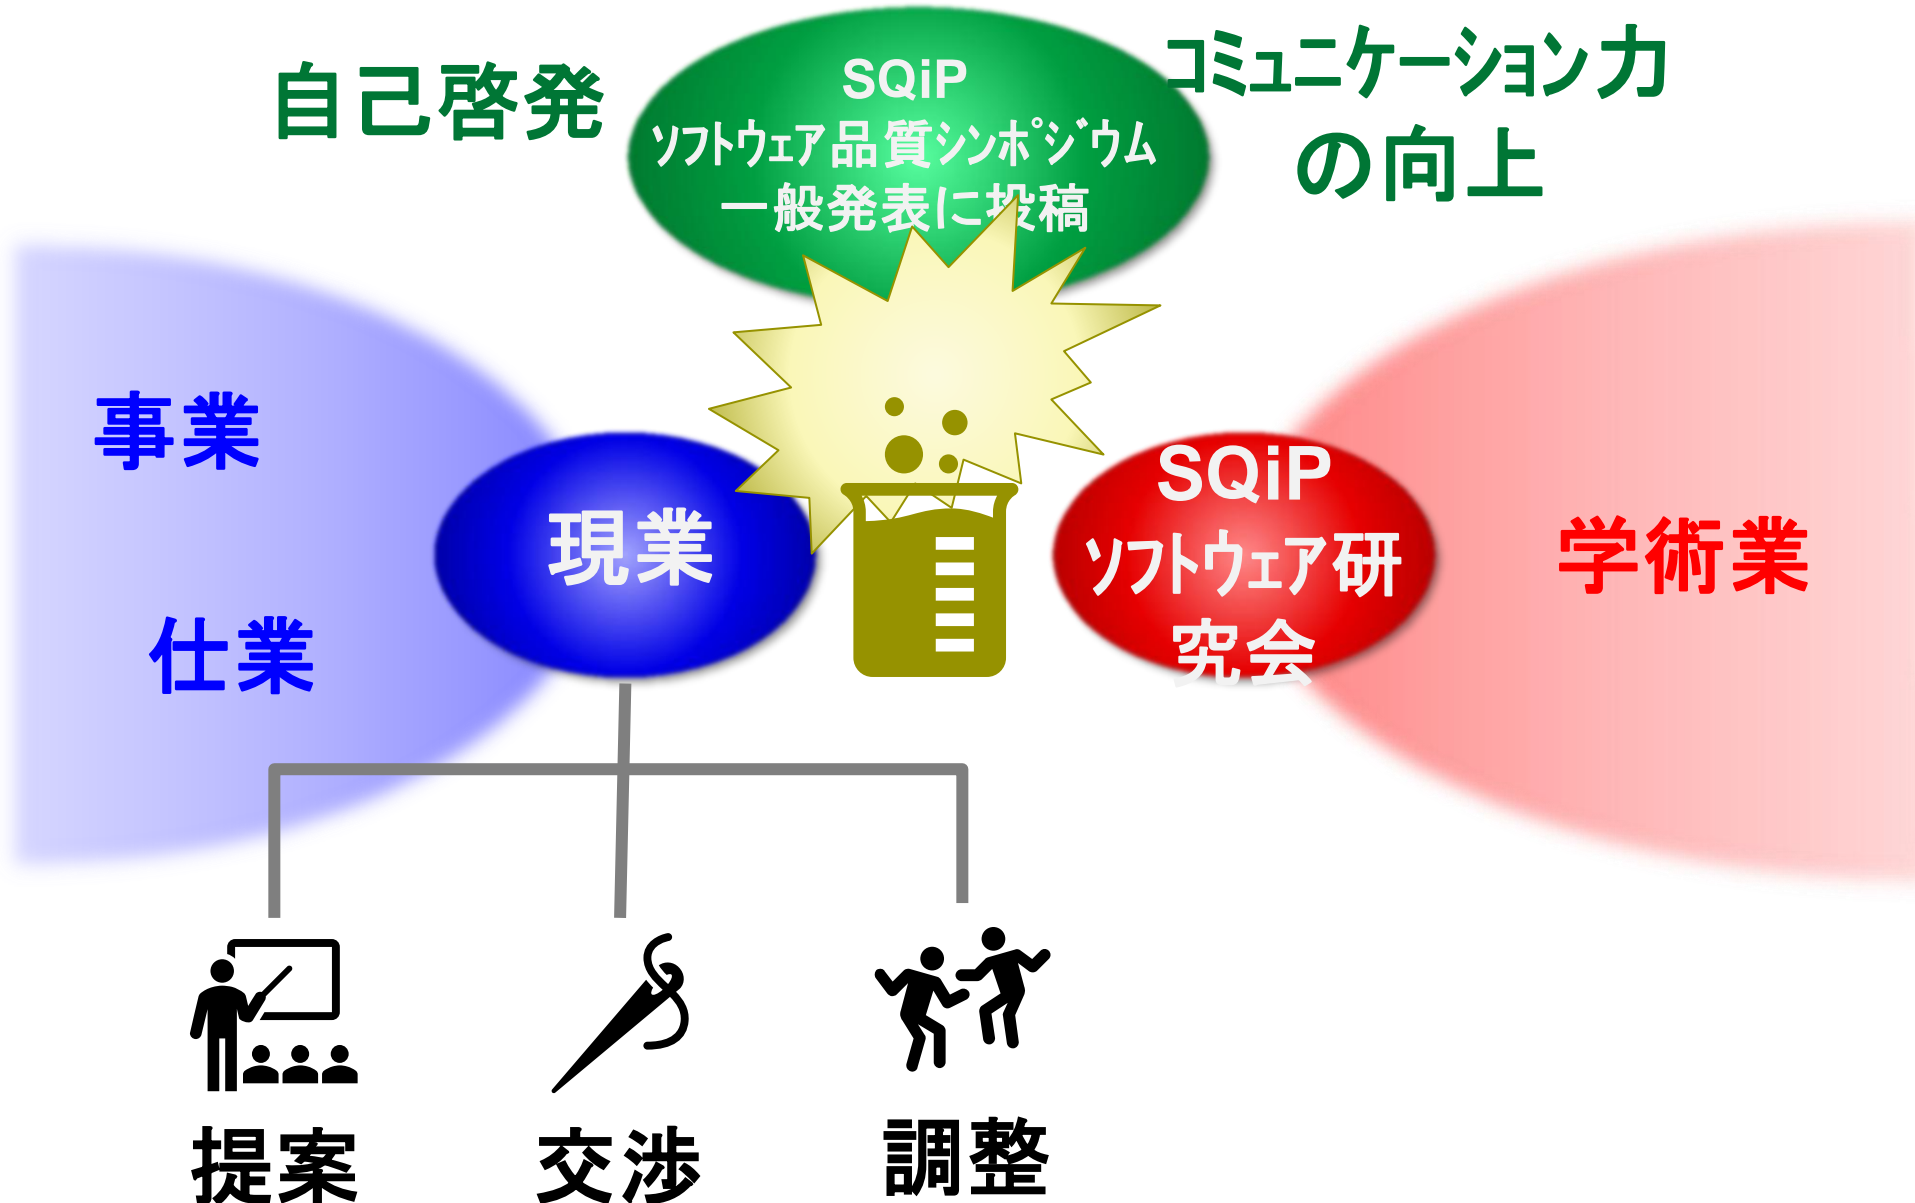 自己啓発
SQiP
ソフトウェア品質シンポジウム
一般発表に投稿
コミュニケーション力
の向上
事業
仕業
現業
SQiP
ソフトウェア研
究会
学術業
提案
交渉
調整